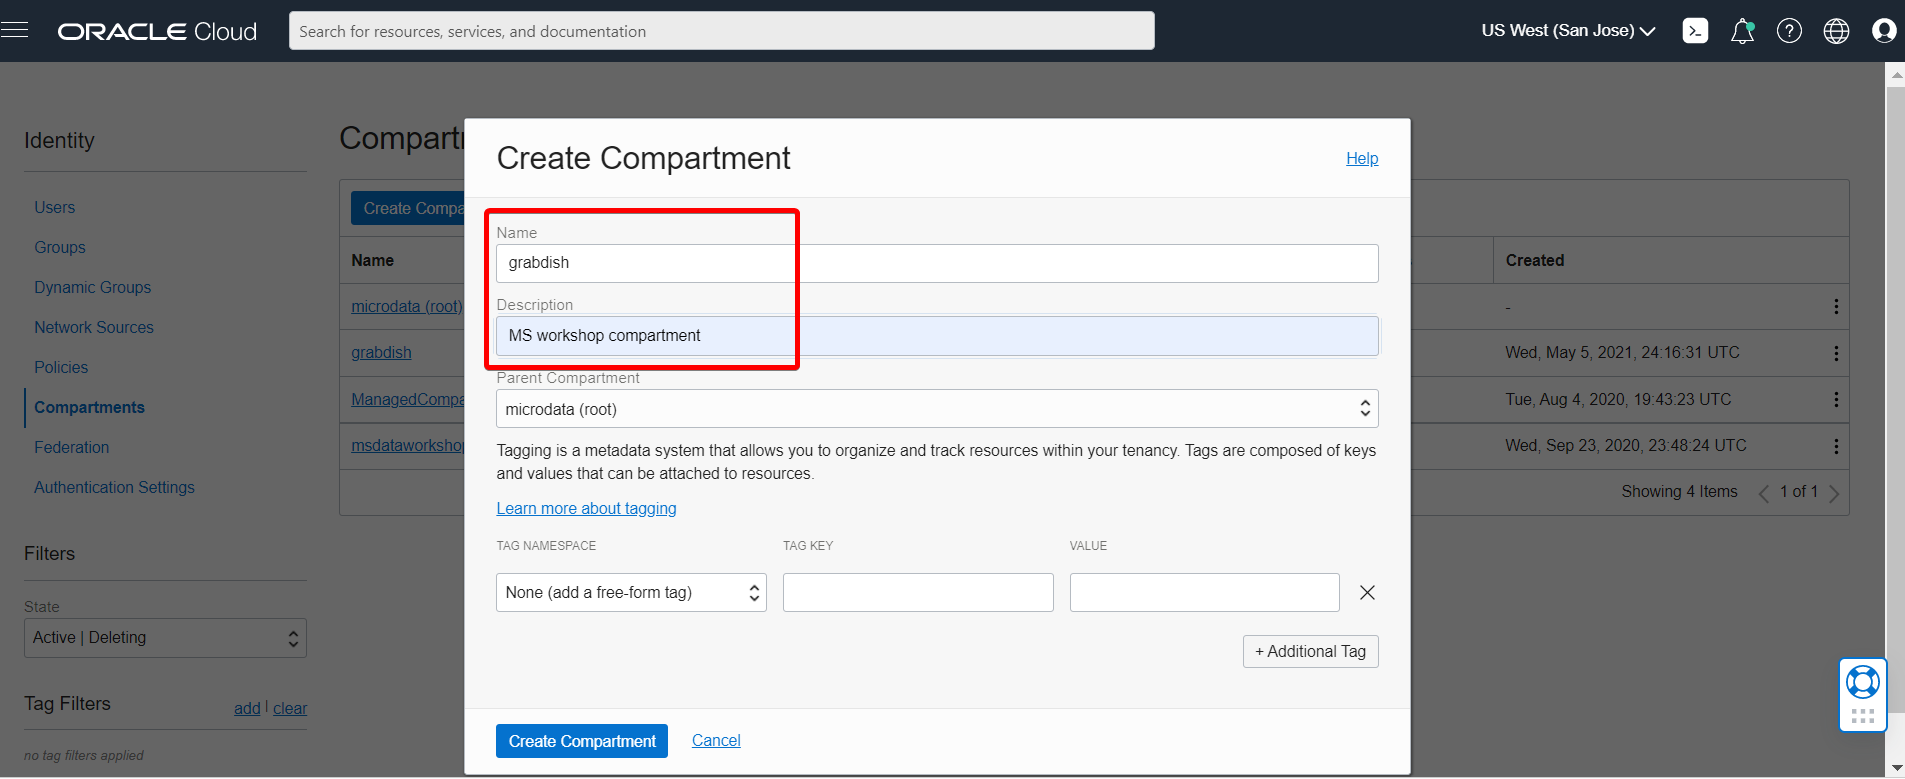 ORACLE Cloud
Search for resources, services, and documentation
US West (San Jose)
Identity
Users
Groups
Dynamic Groups
Network Sources
Policies
Compartments
Federation
Authentication Settings
Filters
State
Active | Deleting
Tag Filters
add | clear
no tag filters applied
Compartm
Create Compa
Name
Created
microdata (root)
-
grabdish
Wed, May 5, 2021, 24:16:31 UTC
ManagedCompa
Tue, Aug 4, 2020, 19:43:23 UTC
msdataworkshop
Wed, Sep 23, 2020, 23:48:24 UTC
Showing 4 Items
1 of 1
Create Compartment
Help
Name
grabdish
Description
MS workshop compartment
Parent Compartment
microdata (root)
Tagging is a metadata system that allows you to organize and track resources within your tenancy. Tags are composed of keys
and values that can be attached to resources.
Learn more about tagging
TAG NAMESPACE TAG KEY VALUE
None (add a free-form tag)
+ Additional Tag
Create Compartment
Cancel